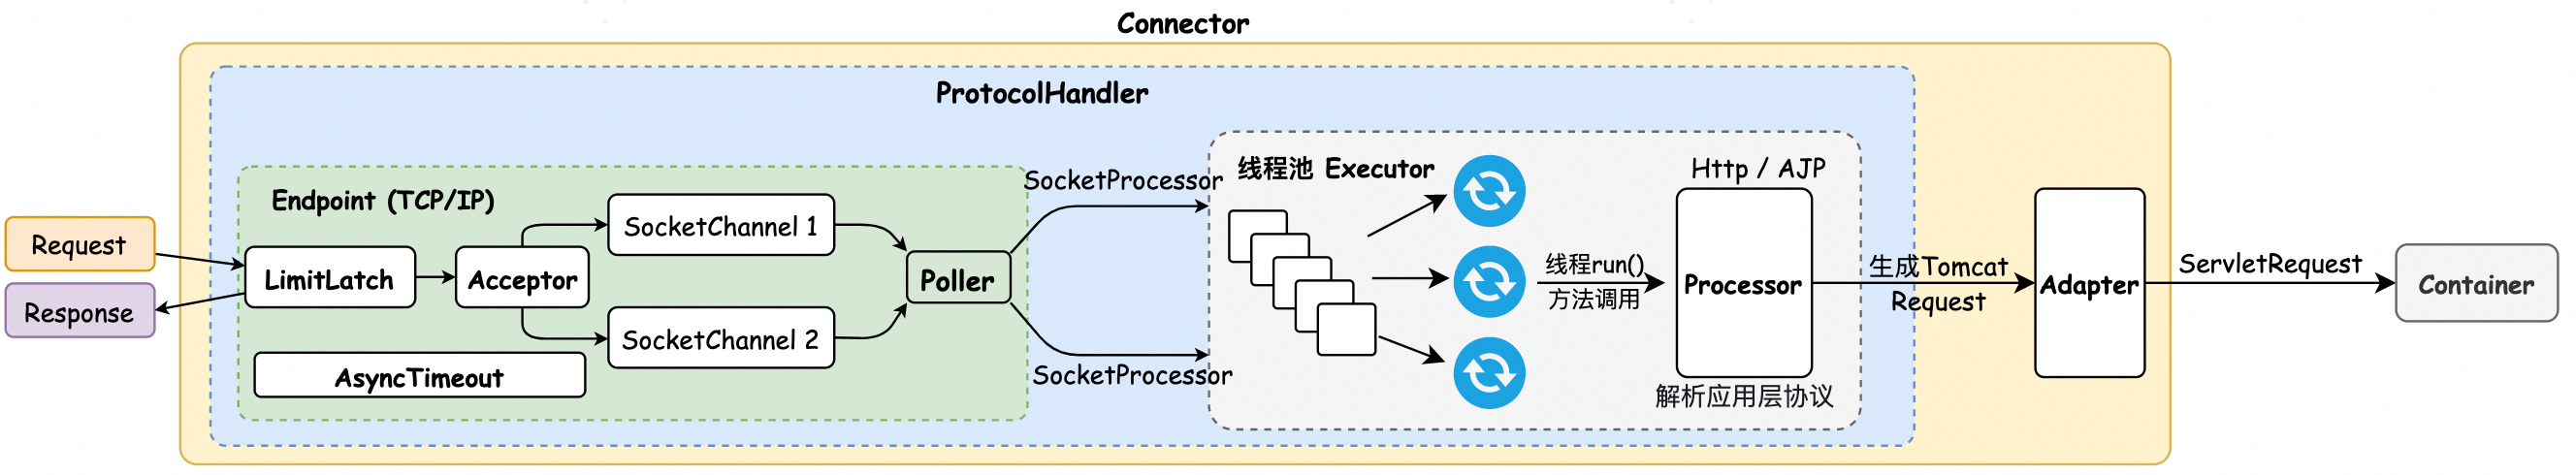 Connector
ProtocolHandler
Endpoint (TCP/IP)
Request
Response
LimitLatch
Acceptor
SocketChannel 1
SocketChannel 2
AsyncTimeout
Poller
SocketProcessor
SocketProcessor
线程池 Executor
线程run()
方法调用
Http / AJP
Processor
解析应用层协议
生成Tomcat
Request
Adapter
ServletRequest
Container